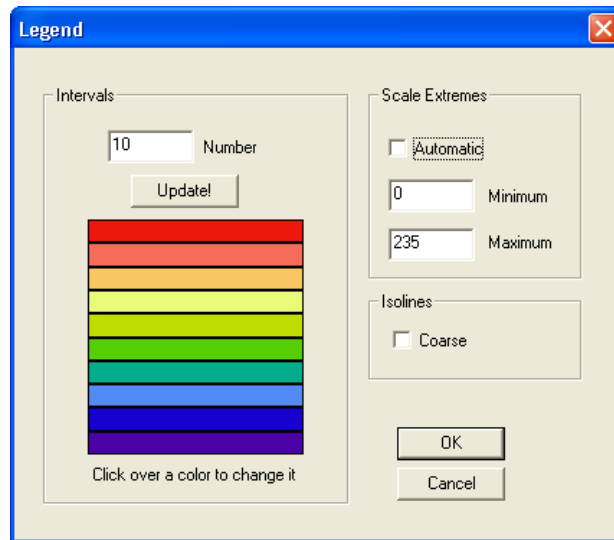 Legend
Intervals
10 Number
Update!
Click over a color to change it
Scale Extremes
Automatic
0 Minimum
235 Maximum
Isolines
Coarse
OK
Cancel